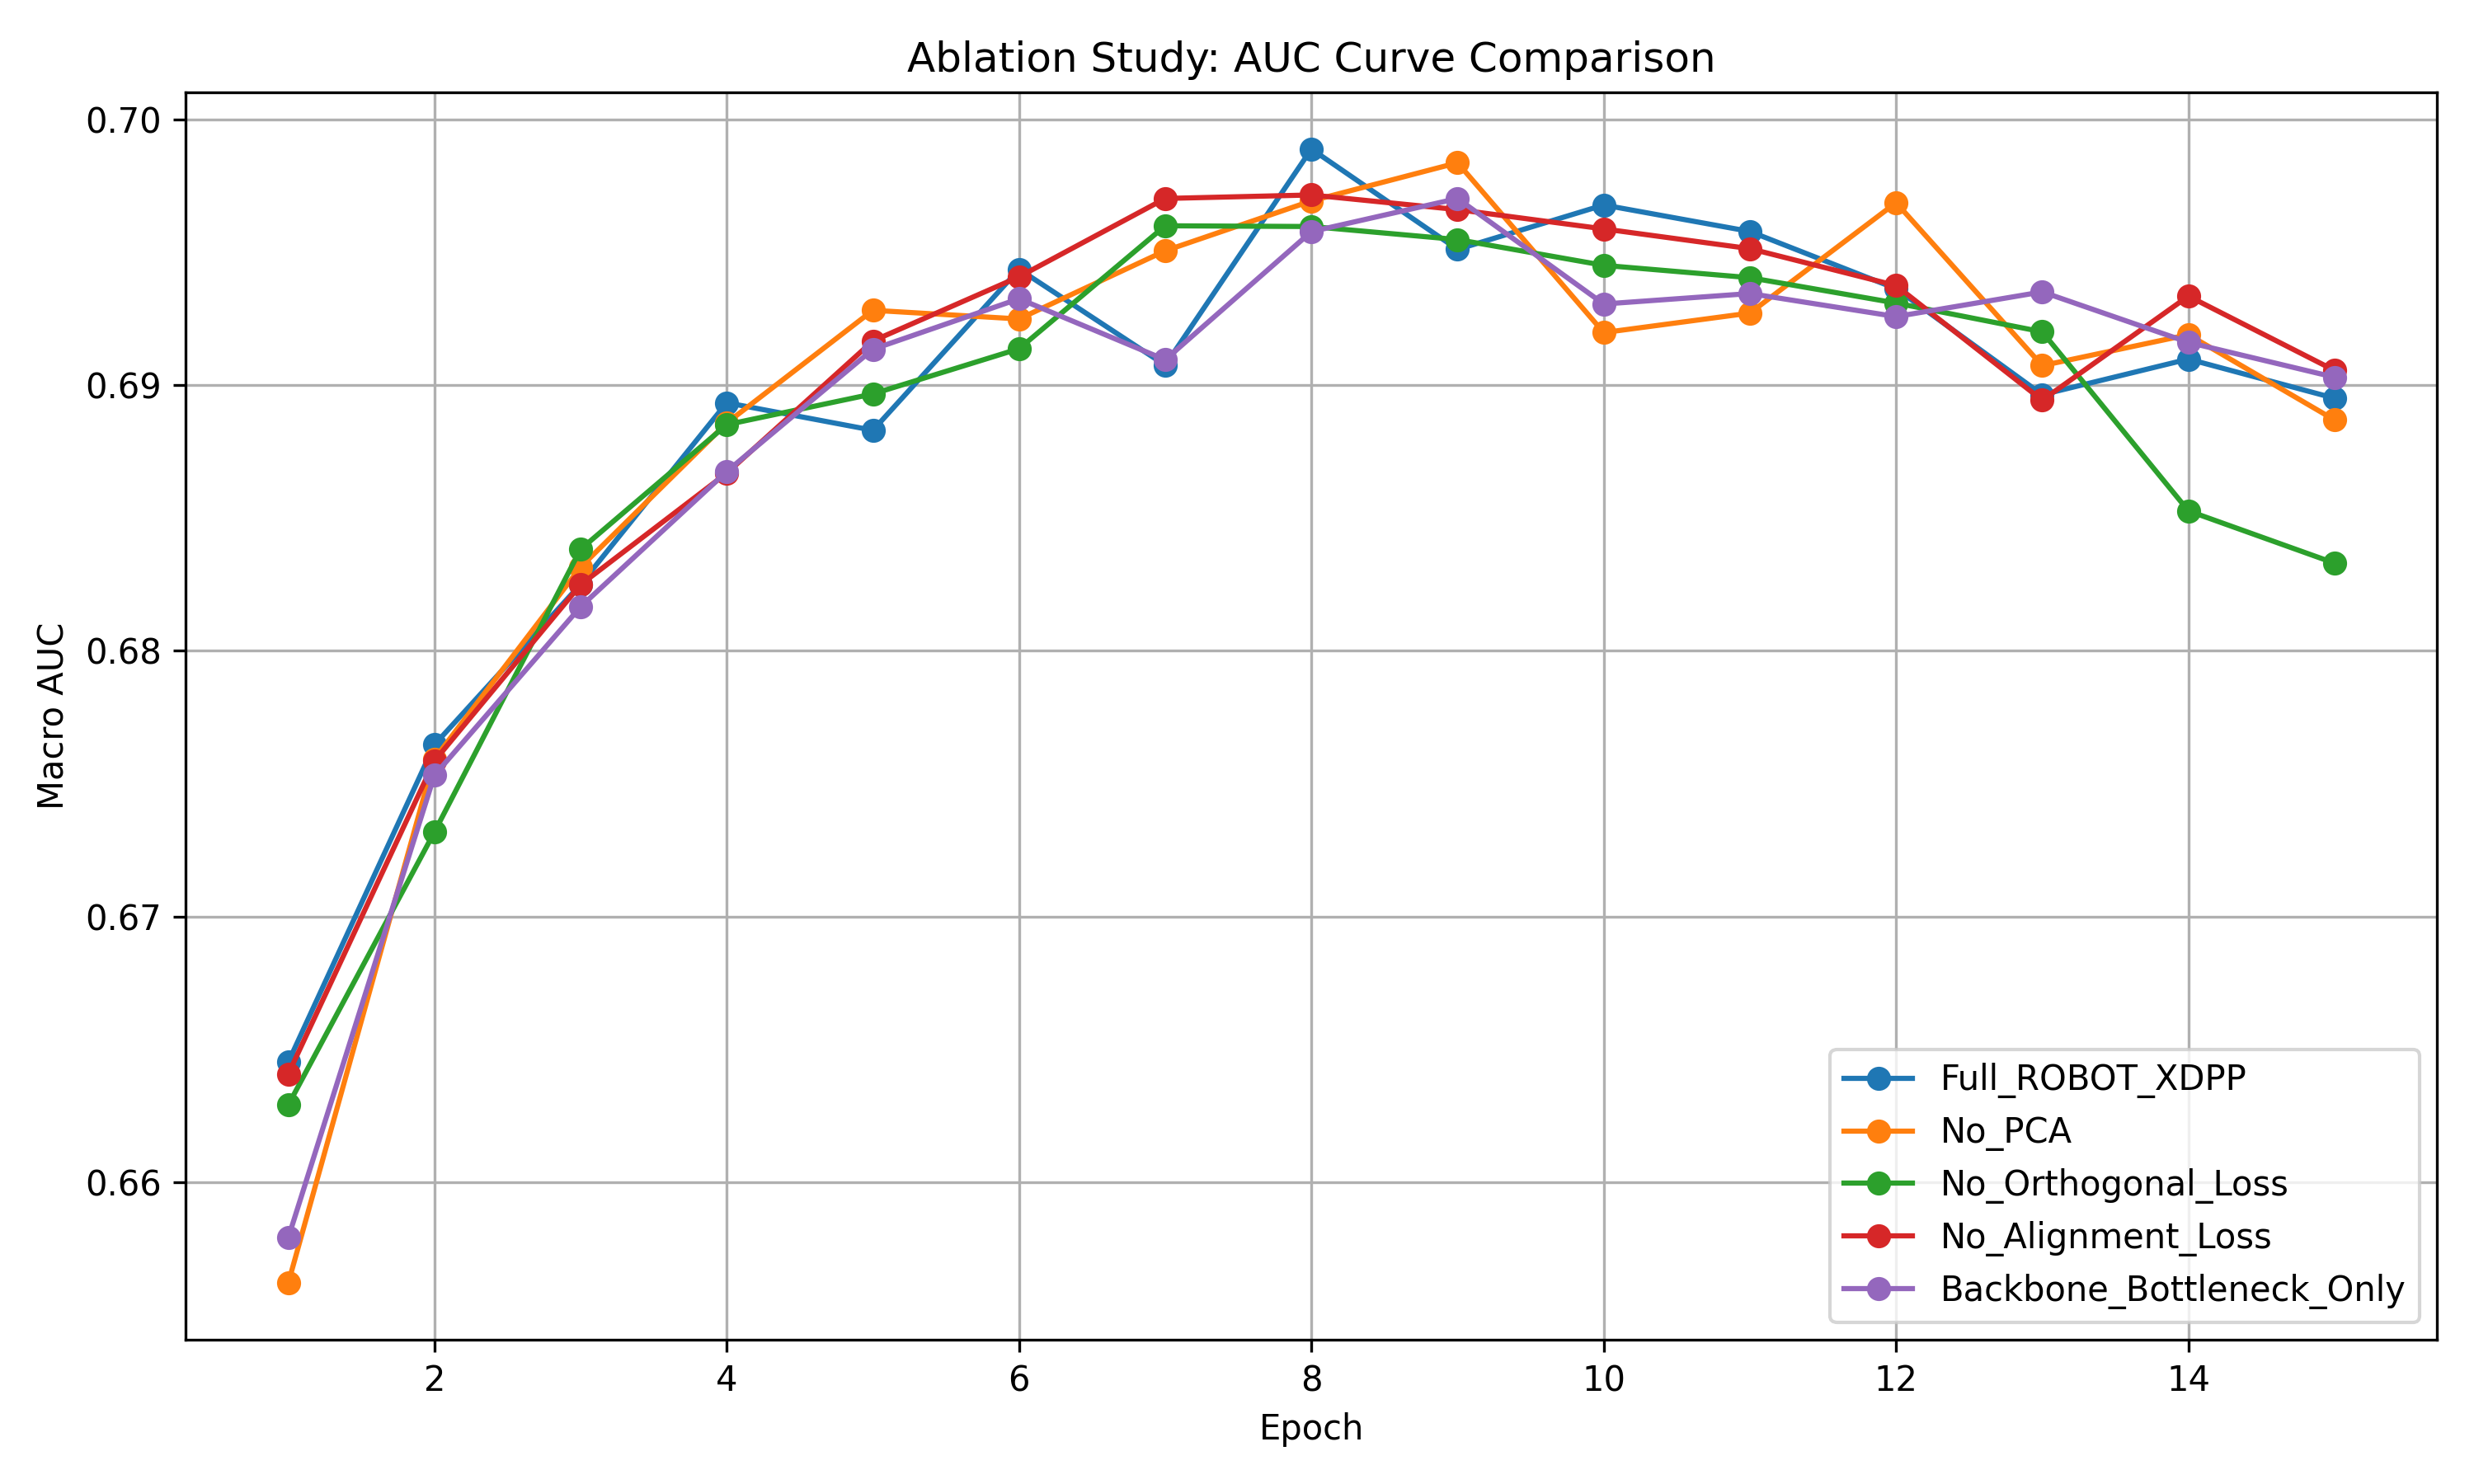 Ablation Study: AUC Curve Comparison
0.70
0.69
0.68
0.67
0.66
Macro AUC
2 4 6 8 10 12 14
Epoch
Full_ROBOT_XDPP
No_PCA
No_Orthogonal_Loss
No_Alignment_Loss
Backbone_Bottleneck_Only